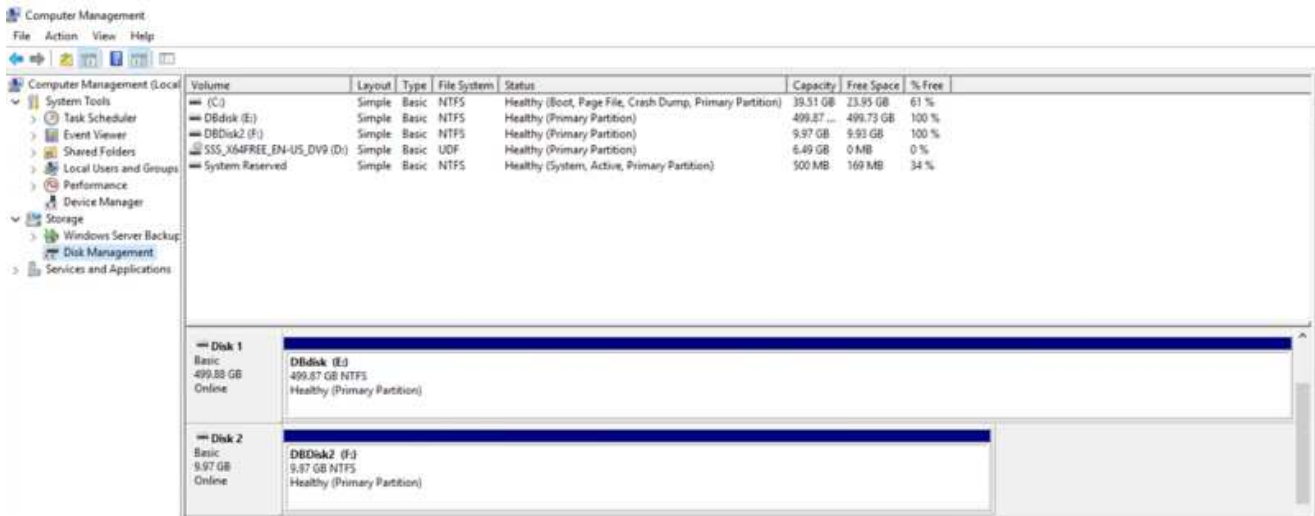 Computer Management
File Action View Help
Computer Management (Local
System Tools
Task Scheduler
Event Viewer
Shared Folders
Local Users and Groups
Performance
Device Manager
Storage
Windows Server Backup
Disk Management
Services and Applications
Volume Layout Type File System Status Capacity Free Space % Free
(C:) Simple Basic NTFS Healthy (Boot, Page File, Crash Dump, Primary Partition) 39.51 GB 23.95 GB 61 %
DBdisk (E:) Simple Basic NTFS Healthy (Primary Partition) 499.87 ... 499.73 GB 100 %
DBDisk2 (F:) Simple Basic NTFS Healthy (Primary Partition) 9.97 GB 9.93 GB 100 %
SSS_X64FREE_EN-US_DV9 (D:) Simple Basic UDF Healthy (Primary Partition) 6.49 GB 0 MB 0 %
System Reserved Simple Basic NTFS Healthy (System, Active, Primary Partition) 500 MB 169 MB 34 %
Disk 1
Basic
499.88 GB
Online
DBdisk (E:)
499.87 GB NTFS
Healthy (Primary Partition)
Disk 2
Basic
9.97 GB
Online
DBDisk2 (F:)
9.97 GB NTFS
Healthy (Primary Partition)